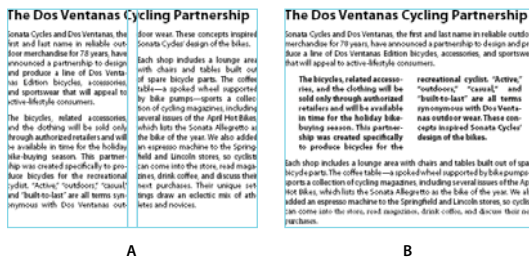 The Dos Ventanas Cycling Partnership
Sonata Cycles and Dos Ventanas, the
first and last name in reliable out-
door merchandise for 78 years, have
announced a partnership to design
and produce a line of Dos Venta-
nas Edition bicycles, accessories,
and sportswear that will appeal to
active-lifestyle consumers.
The bicycles, related accessories,
and the clothing will be sold only
through authorized retailers and will
be available in time for the holiday
bike-buying season. This partner-
ship was created specifically to pro-
duce bicycles for the recreational
cyclist. "Active," "outdoors," "casual,"
and "built-to-last" are all terms syn-
onymous with Dos Ventanas out-
door wear. These concepts inspired
Sonata Cycles' design of the bikes.
Each shop includes a lounge area
with chairs and tables built out
of spare bicycle parts. The coffee
table—a spoked wheel supported
by bike pumps—sports a collec-
tion of cycling magazines, including
several issues of the April Hot Bikes,
which lists the Sonata Allegretto as
the bike of the year. We also added
an espresso machine to the Spring-
field and Lincoln stores, so cyclists
can come into the store, read maga-
zines, drink coffee, and discuss their
next purchases. Their unique set-
tings draw an eclectic mix of ath-
letes and novices.
A
The Dos Ventanas Cycling Partnership
Sonata Cycles and Dos Ventanas, the first and last name in reliable outdo
merchandise for 78 years, have announced a partnership to design and pr
duce a line of Dos Ventanas Edition bicycles, accessories, and sportswe
that will appeal to active-lifestyle consumers.
The bicycles, related accesso-
ries, and the clothing will be
sold only through authorized
retailers and will be available
in time for the holiday bike-
buying season. This partner-
ship was created specifically
to produce bicycles for the
recreational cyclist. "Active,"
"outdoors," "casual," and
"built-to-last" are all terms
synonymous with Dos Venta-
nas outdoor wear. These con-
cepts inspired Sonata Cycles'
design of the bikes.
Each shop includes a lounge area with chairs and tables built out of spa
bicycle parts. The coffee table—a spoked wheel supported by bike pumps
sports a collection of cycling magazines, including several issues of the Ap
Hot Bikes, which lists the Sonata Allegretto as the bike of the year. We als
added an espresso machine to the Springfield and Lincoln stores, so cyclis
can come into the store, read magazines, drink coffee, and discuss their ne
purchases.
B